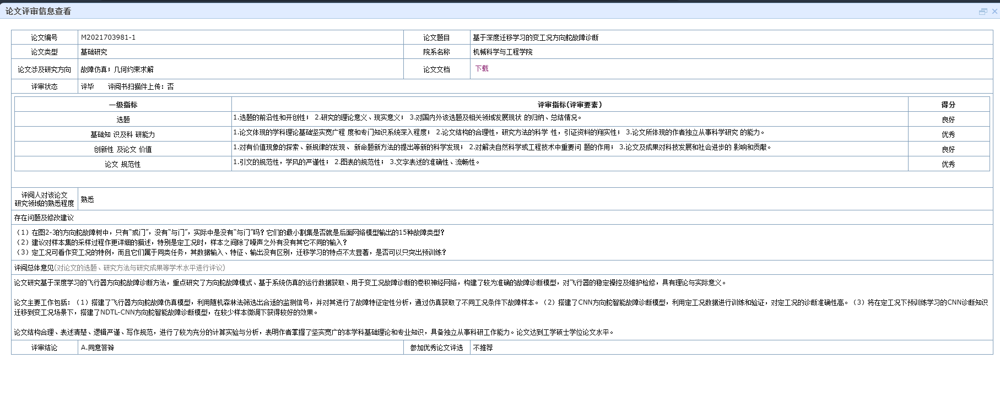 论文评审信息查看
论文编号 M2021703981-1 论文题目 基于深度迁移学习的变工况方向舵故障诊断
论文类型 基础研究 院系名称 机械科学与工程学院
论文涉及研究方向 故障仿真；几何约束求解 论文文档 下载
评审状态 评毕 评阅书扫描件上传：否
一级指标 评审指标(评审要素) 得分
选题 1.选题的前沿性和开创性； 2.研究的理论意义、现实意义； 3.对国内外该选题及相关领域发展现状 的归纳、总结情况。 良好
基础知 识及科 研能力 1.论文体现的学科理论基础坚实宽广程 度和专门知识系统深入程度； 2.论文结构的合理性，研究方法的科学 性，引证资料的翔实性； 3.论文所体现的作者独立从事科学研究 的能力。 优秀
创新性 及论文 价值 1.对有价值现象的探索、新规律的发现、 新命题新方法的提出等新的科学发现； 2.对解决自然科学或工程技术中重要问 题的作用； 3.论文及成果对科技发展和社会进步的 影响和贡献。 良好
论文 规范性 1.引文的规范性，学风的严谨性； 2.图表的规范性； 3.文字表述的准确性、流畅性。 优秀
评阅人对该论文
研究领域的熟悉程度 熟悉
存在问题及修改建议
（1）在图2-3的方向舵故障树中，只有“或门”，没有“与门”，实际中是没有“与门”吗？它们的最小割集是否就是后面网络模型输出的15种故障类型？
（2）建议对样本集的采样过程作更详细的描述，特别是定工况时，样本之间除了噪声之外有没有其它不同的输入？
（3）定工况可看作变工况的特例，而且它们属于同类任务，其数据输入、特征、输出没有区别，迁移学习的特点不太显著，是否可以只突出预训练？
评阅总体意见(对论文的选题、研究方法与研究成果等学术水平进行评议)
论文研究基于深度学习的飞行器方向舵故障诊断方法，重点研究了方向舵故障模式、基于系统仿真的运行数据获取、用于变工况故障诊断的卷积神经网络，构建了较为准确的故障诊断模型，对飞行器的稳定操控及维护检修，具有理论与实际意义。
论文主要工作包括：（1）搭建了飞行器方向舵故障仿真模型，利用随机森林法筛选出合适的监测信号，并对其进行了故障特征定性分析，通过仿真获取了不同工况条件下故障样本。（2）搭建了CNN方向舵智能故障诊断模型，利用定工况数据进行训练和验证，对定工况的诊断准确性高。（3）将在定工况下预训练学习的CNN诊断知识
迁移到变工况场景下，搭建了NDTL-CNN方向舵智能故障诊断模型，在较少样本微调下获得较好的效果。
论文结构合理、表述清楚、逻辑严谨、写作规范，进行了较为充分的计算实验与分析，表明作者掌握了坚实宽广的本学科基础理论和专业知识，具备独立从事科研工作能力。论文达到工学硕士学位论文水平。
评审结论 A.同意答辩 参加优秀论文评选 不推荐